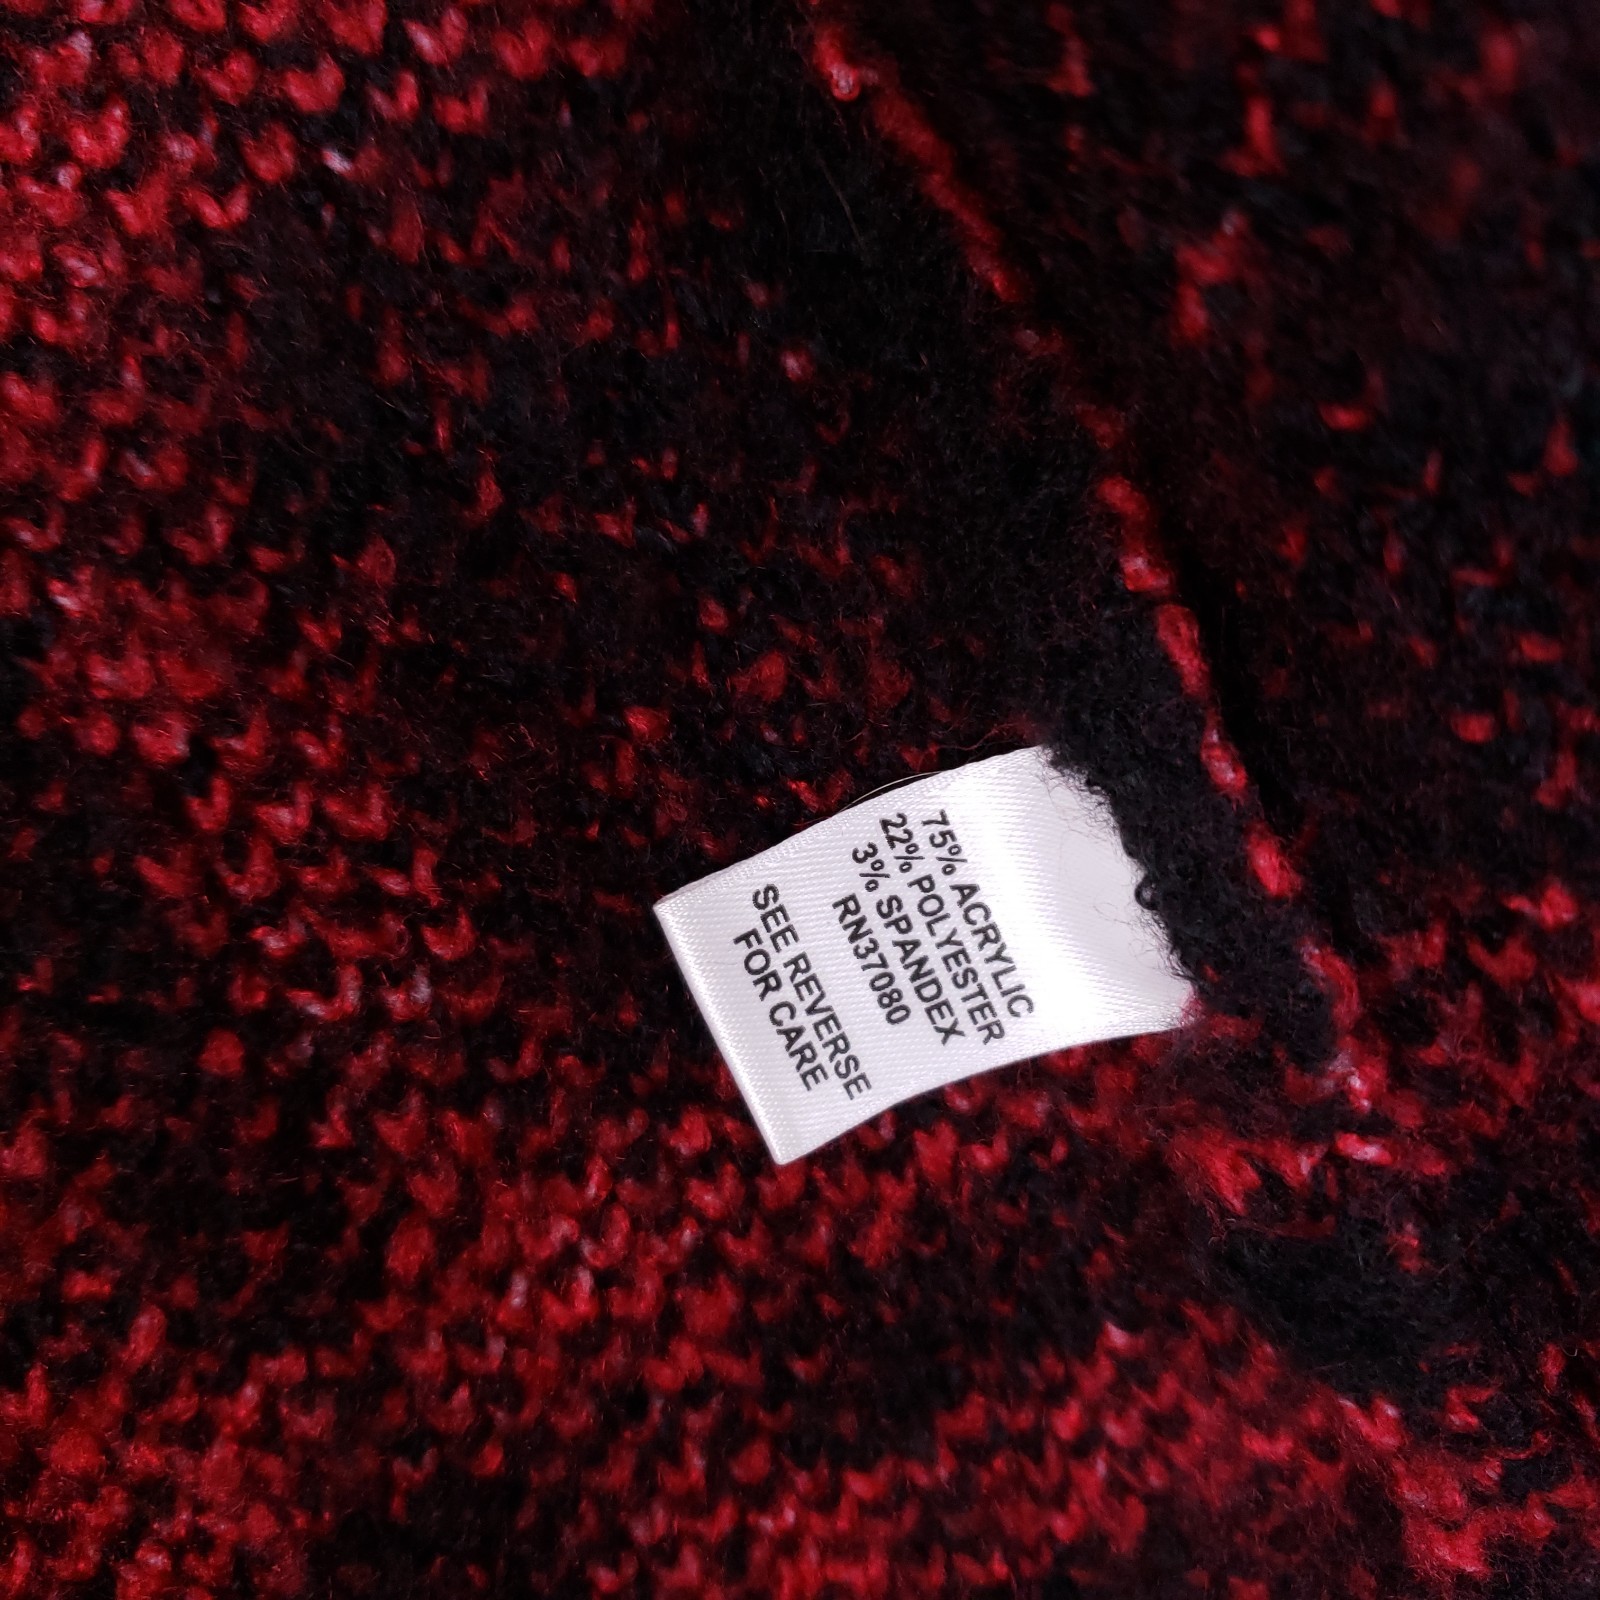 75% ACRYLIC
22% POLYESTER
3% SPANDEX
RN37080
SEE REVERSE
FOR CARE